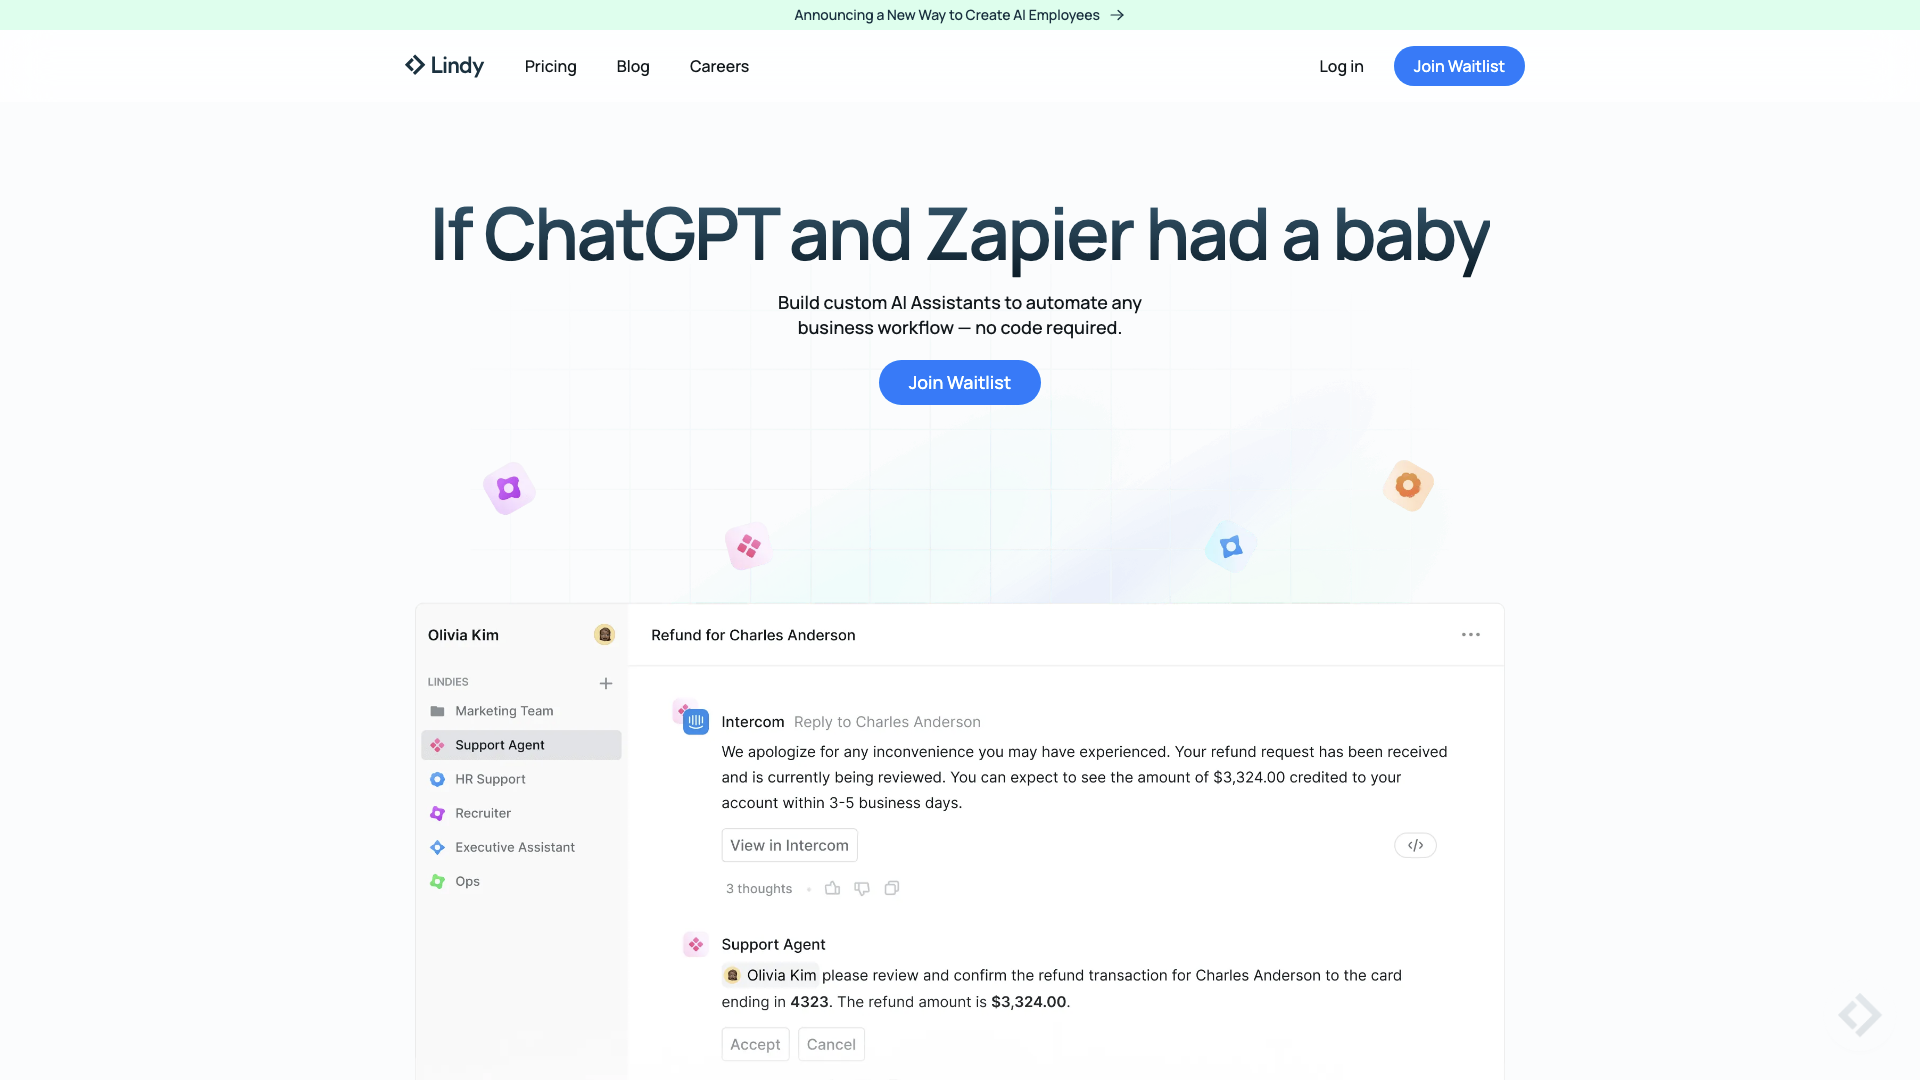 Announcing a New Way to Create AI Employees →
Lindy
Pricing
Blog
Careers
Log in
Join Waitlist
If ChatGPT and Zapier had a baby
Build custom AI Assistants to automate any
business workflow — no code required.
Join Waitlist
Olivia Kim
LINDIES
Marketing Team
Support Agent
HR Support
Recruiter
Executive Assistant
Ops
Refund for Charles Anderson
Intercom Reply to Charles Anderson
We apologize for any inconvenience you may have experienced. Your refund request has been received
and is currently being reviewed. You can expect to see the amount of $3,324.00 credited to your
account within 3-5 business days.
View in Intercom
</>
3 thoughts
Support Agent
Olivia Kim please review and confirm the refund transaction for Charles Anderson to the card
ending in 4323. The refund amount is $3,324.00.
Accept
Cancel